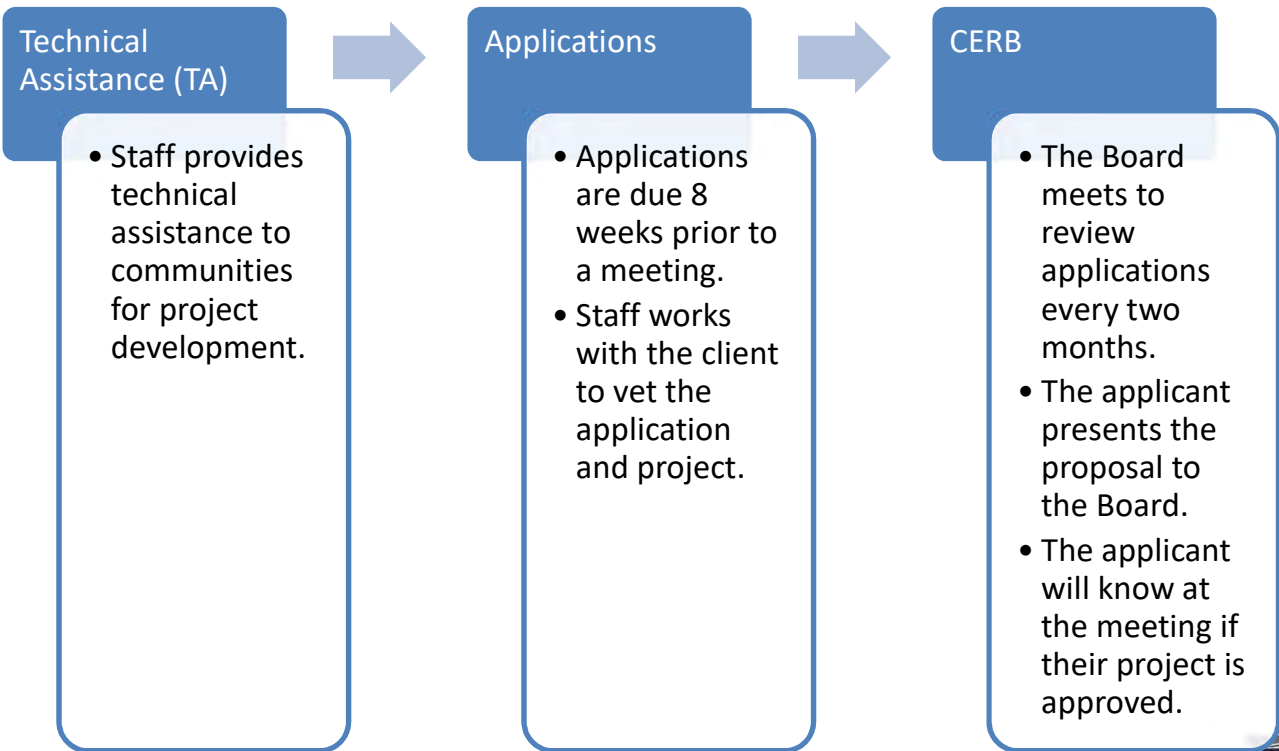 Technical
Assistance (TA)
• Staff provides
technical
assistance to
communities
for project
development.
Applications
• Applications
are due 8
weeks prior to
a meeting.
• Staff works
with the client
to vet the
application
and project.
CERB
• The Board
meets to
review
applications
every two
months.
• The applicant
presents the
proposal to
the Board.
• The applicant
will know at
the meeting if
their project is
approved.